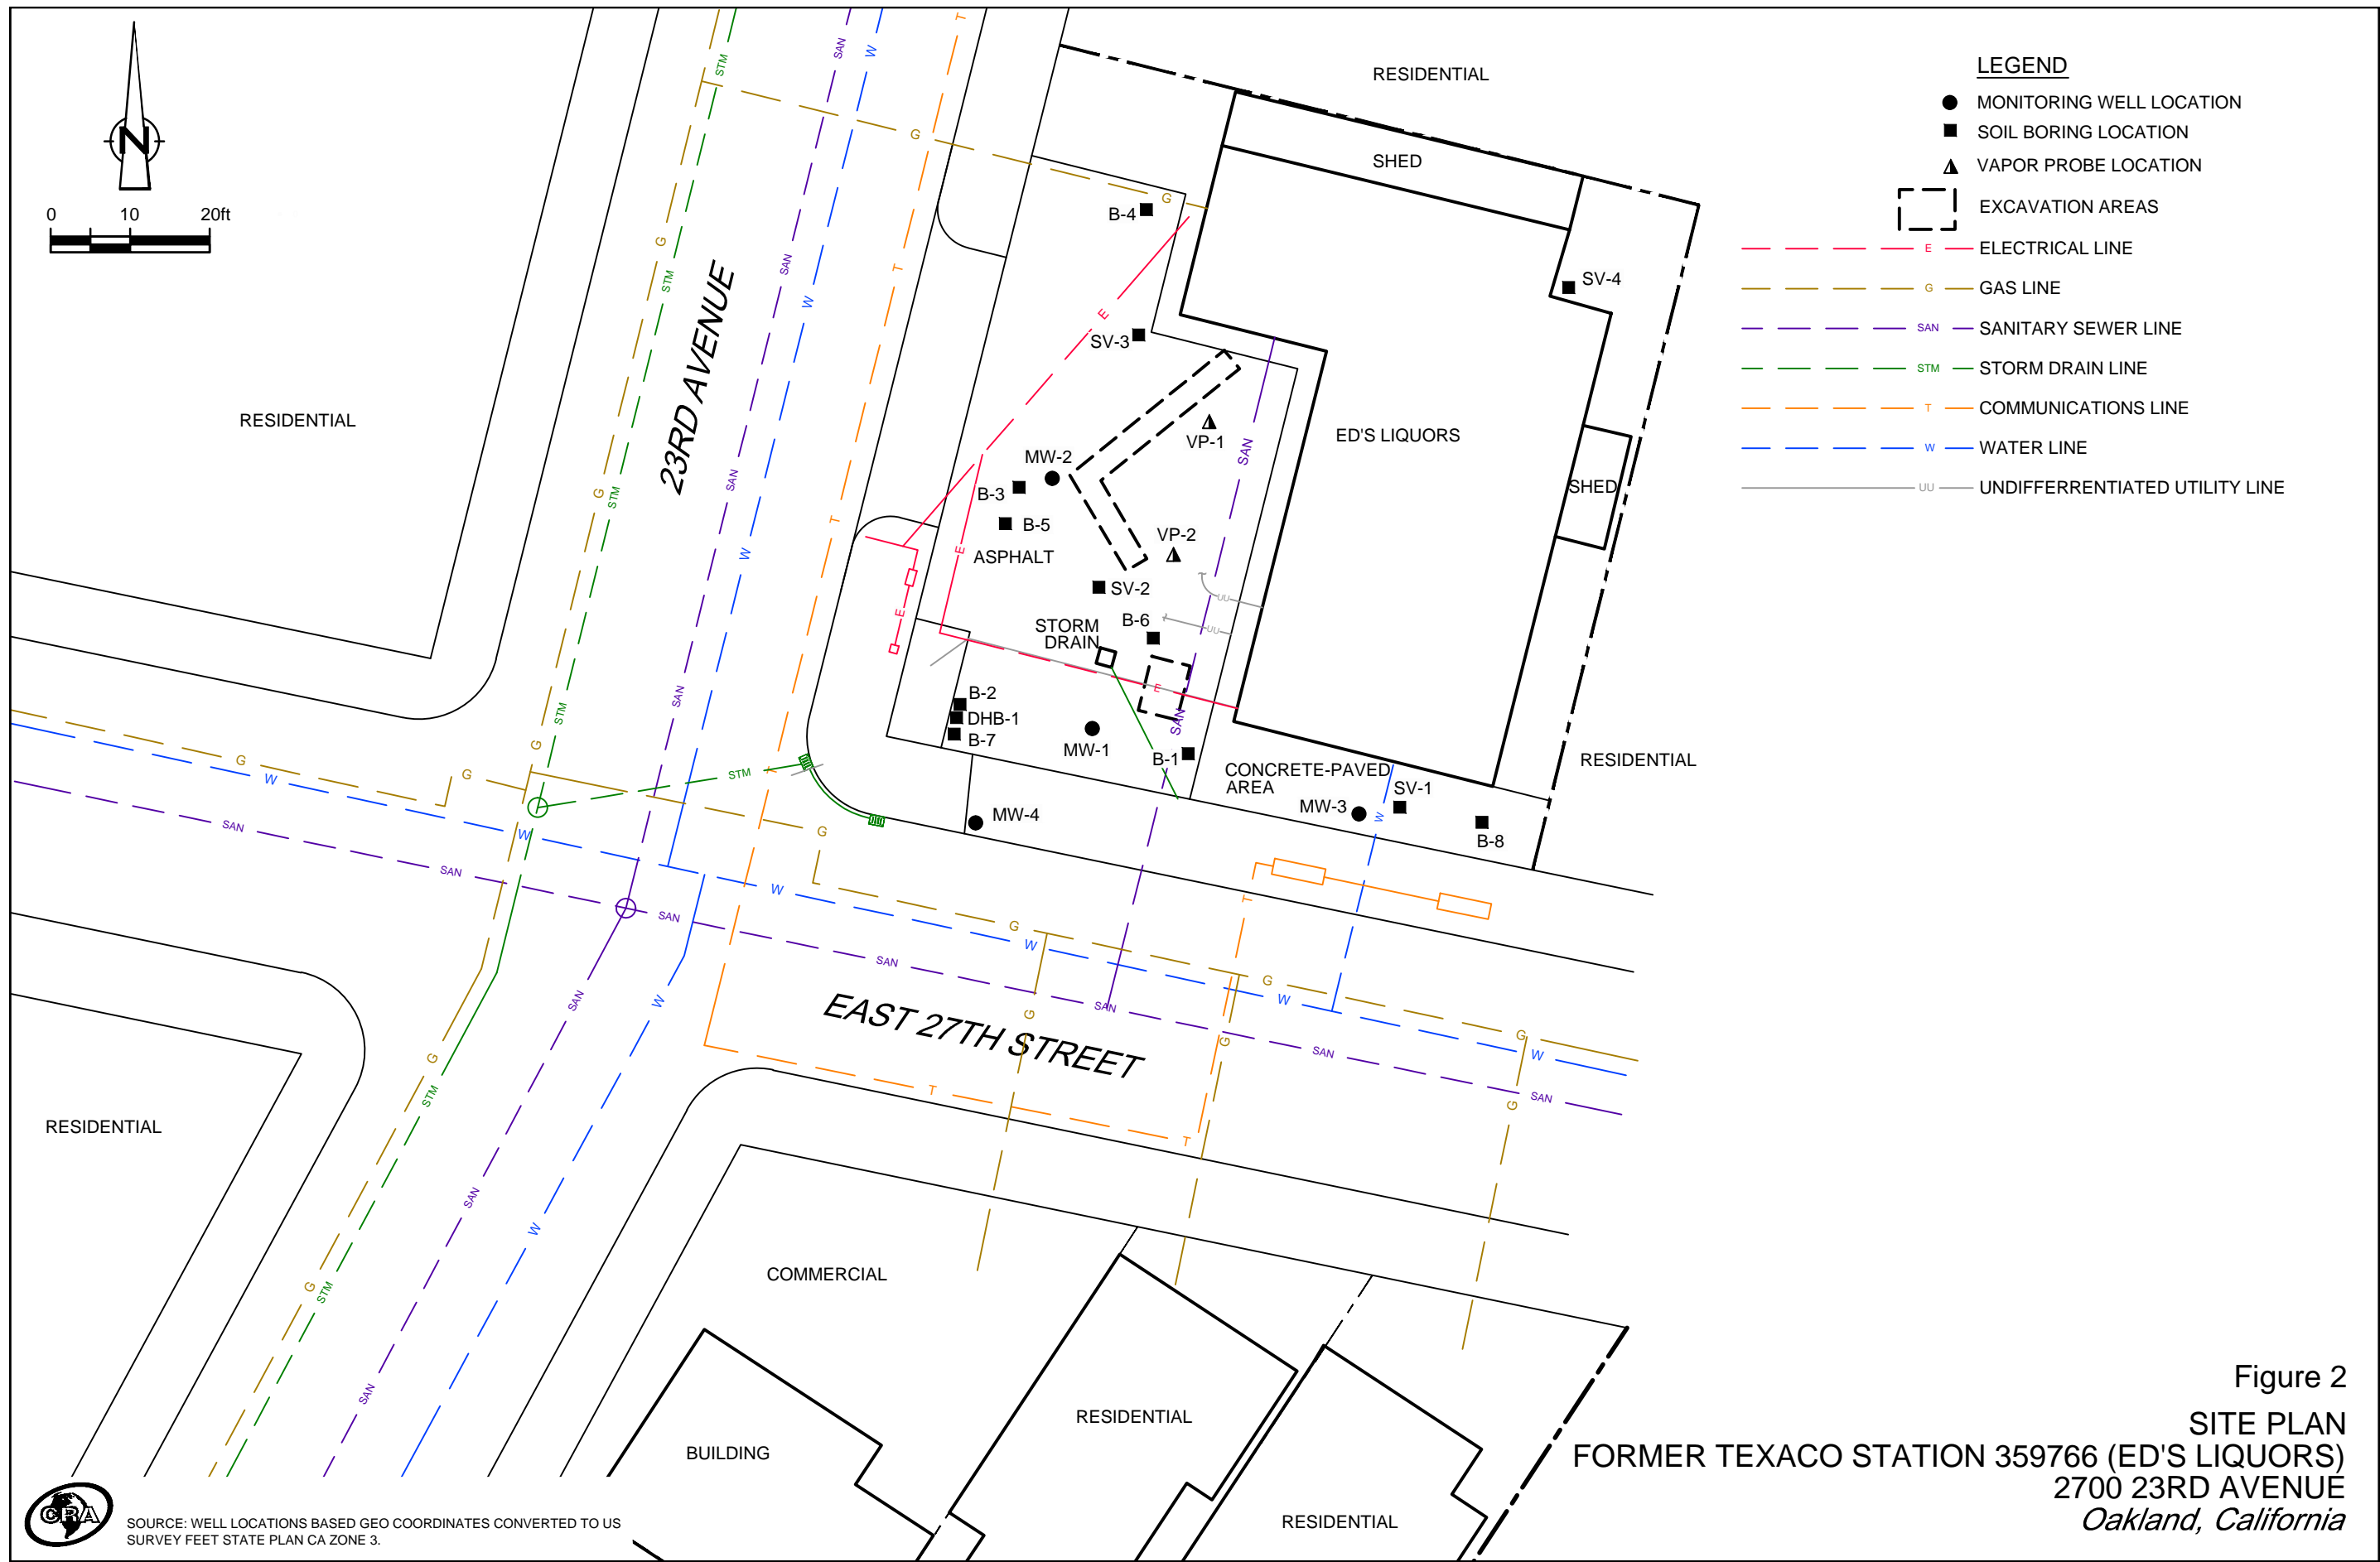 N
0 10 20ft
LEGEND
MONITORING WELL LOCATION
SOIL BORING LOCATION
VAPOR PROBE LOCATION
EXCAVATION AREAS
E ELECTRICAL LINE
G GAS LINE
SAN SANITARY SEWER LINE
STM STORM DRAIN LINE
T COMMUNICATIONS LINE
W WATER LINE
UU UNDIFFERRENTIATED UTILITY LINE
RESIDENTIAL
SHED
B-4
SV-4
SV-3
RESIDENTIAL
23RD AVENUE
VP-1
ED'S LIQUORS
MW-2
B-3
SHED
B-5
VP-2
ASPHALT
SV-2
B-6
STORM
DRAIN
B-2
DHB-1
B-7
MW-1
B-1
RESIDENTIAL
CONCRETE-PAVED
AREA
SV-1
MW-3
MW-4
B-8
EAST 27TH STREET
RESIDENTIAL
COMMERCIAL
RESIDENTIAL
BUILDING
RESIDENTIAL
STM
SAN
W
T
G
E
UU
CRA
SOURCE: WELL LOCATIONS BASED GEO COORDINATES CONVERTED TO US
SURVEY FEET STATE PLAN CA ZONE 3.
Figure 2
SITE PLAN
FORMER TEXACO STATION 359766 (ED'S LIQUORS)
2700 23RD AVENUE
Oakland, California